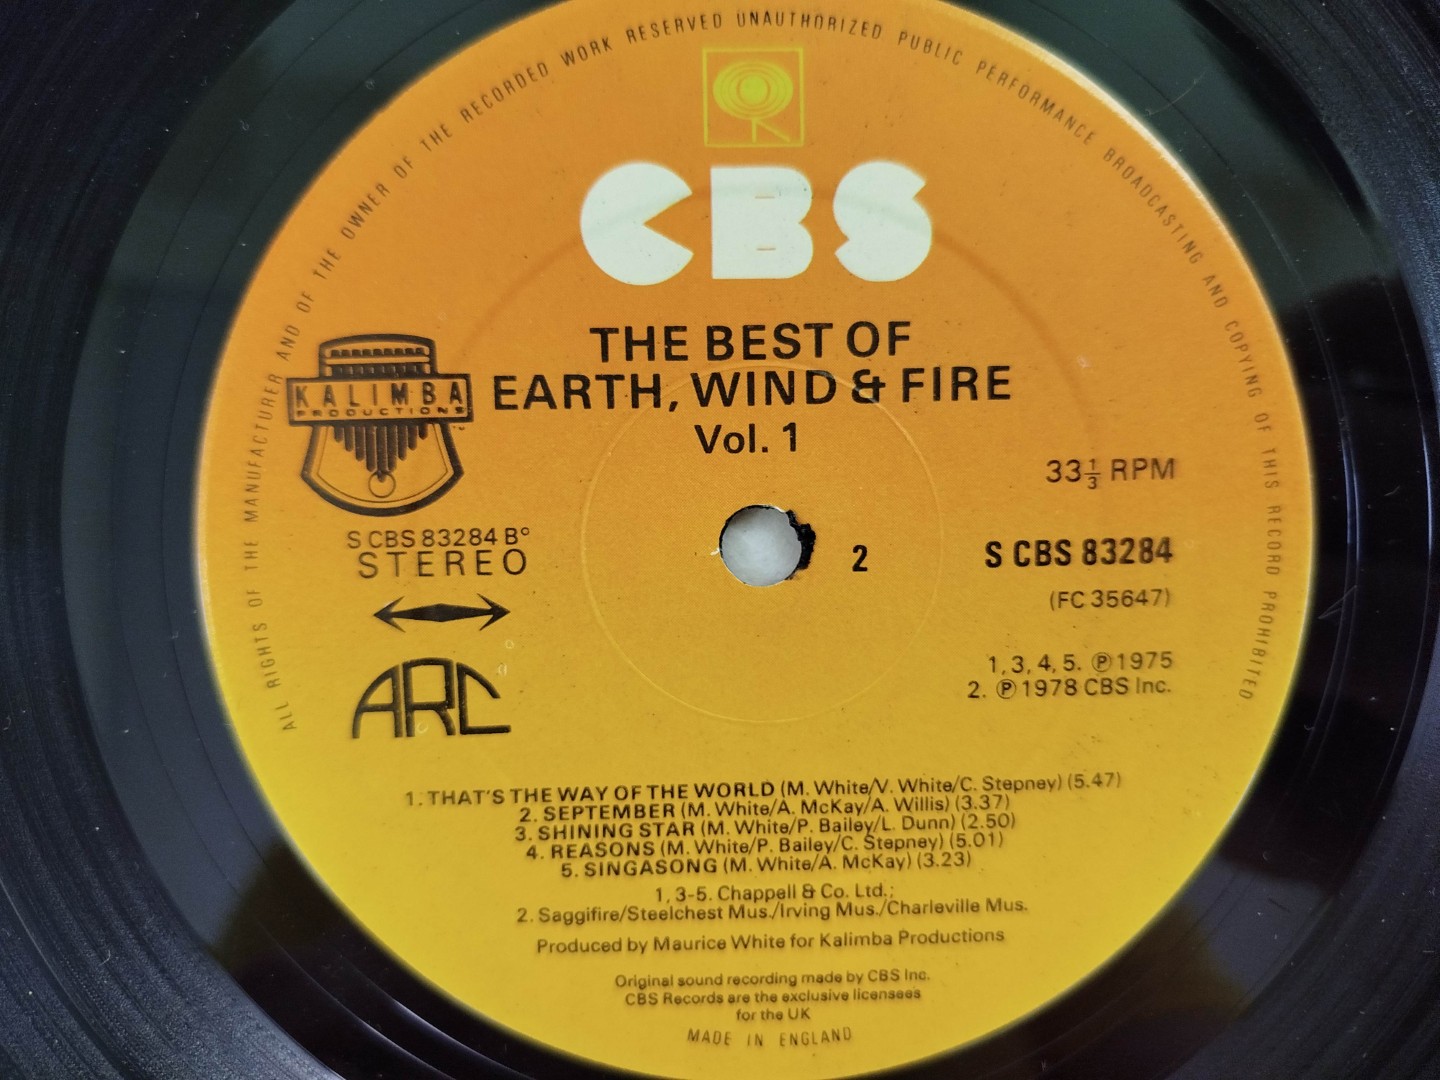 ALL RIGHTS OF THE MANUFACTURER AND OF THE OWNER OF THE RECORDED WORK RESERVED UNAUTHORIZED PUBLIC PERFORMANCE BROADCASTING AND COPYING OF THIS RECORD PROHIBITED
CBS
THE BEST OF
EARTH, WIND & FIRE
Vol. 1
KALIMBA
PRODUCTIONS
TM
33 1/3 RPM
S CBS 83284 B°
STEREO
2
S CBS 83284
(FC 35647)
ARC
1, 3, 4, 5. ℗ 1975
2. ℗ 1978 CBS Inc.
1. THAT'S THE WAY OF THE WORLD (M. White/V. White/C. Stepney) (5.47)
2. SEPTEMBER (M. White/A. McKay/A. Willis) (3.37)
3. SHINING STAR (M. White/P. Bailey/L. Dunn) (2.50)
4. REASONS (M. White/P. Bailey/C. Stepney) (5.01)
5. SINGASONG (M. White/A. McKay) (3.23)
1, 3-5. Chappell & Co. Ltd.;
2. Saggifire/Steelchest Mus./Irving Mus./Charleville Mus.
Produced by Maurice White for Kalimba Productions
Original sound recording made by CBS Inc.
CBS Records are the exclusive licensees
for the UK
MADE IN ENGLAND